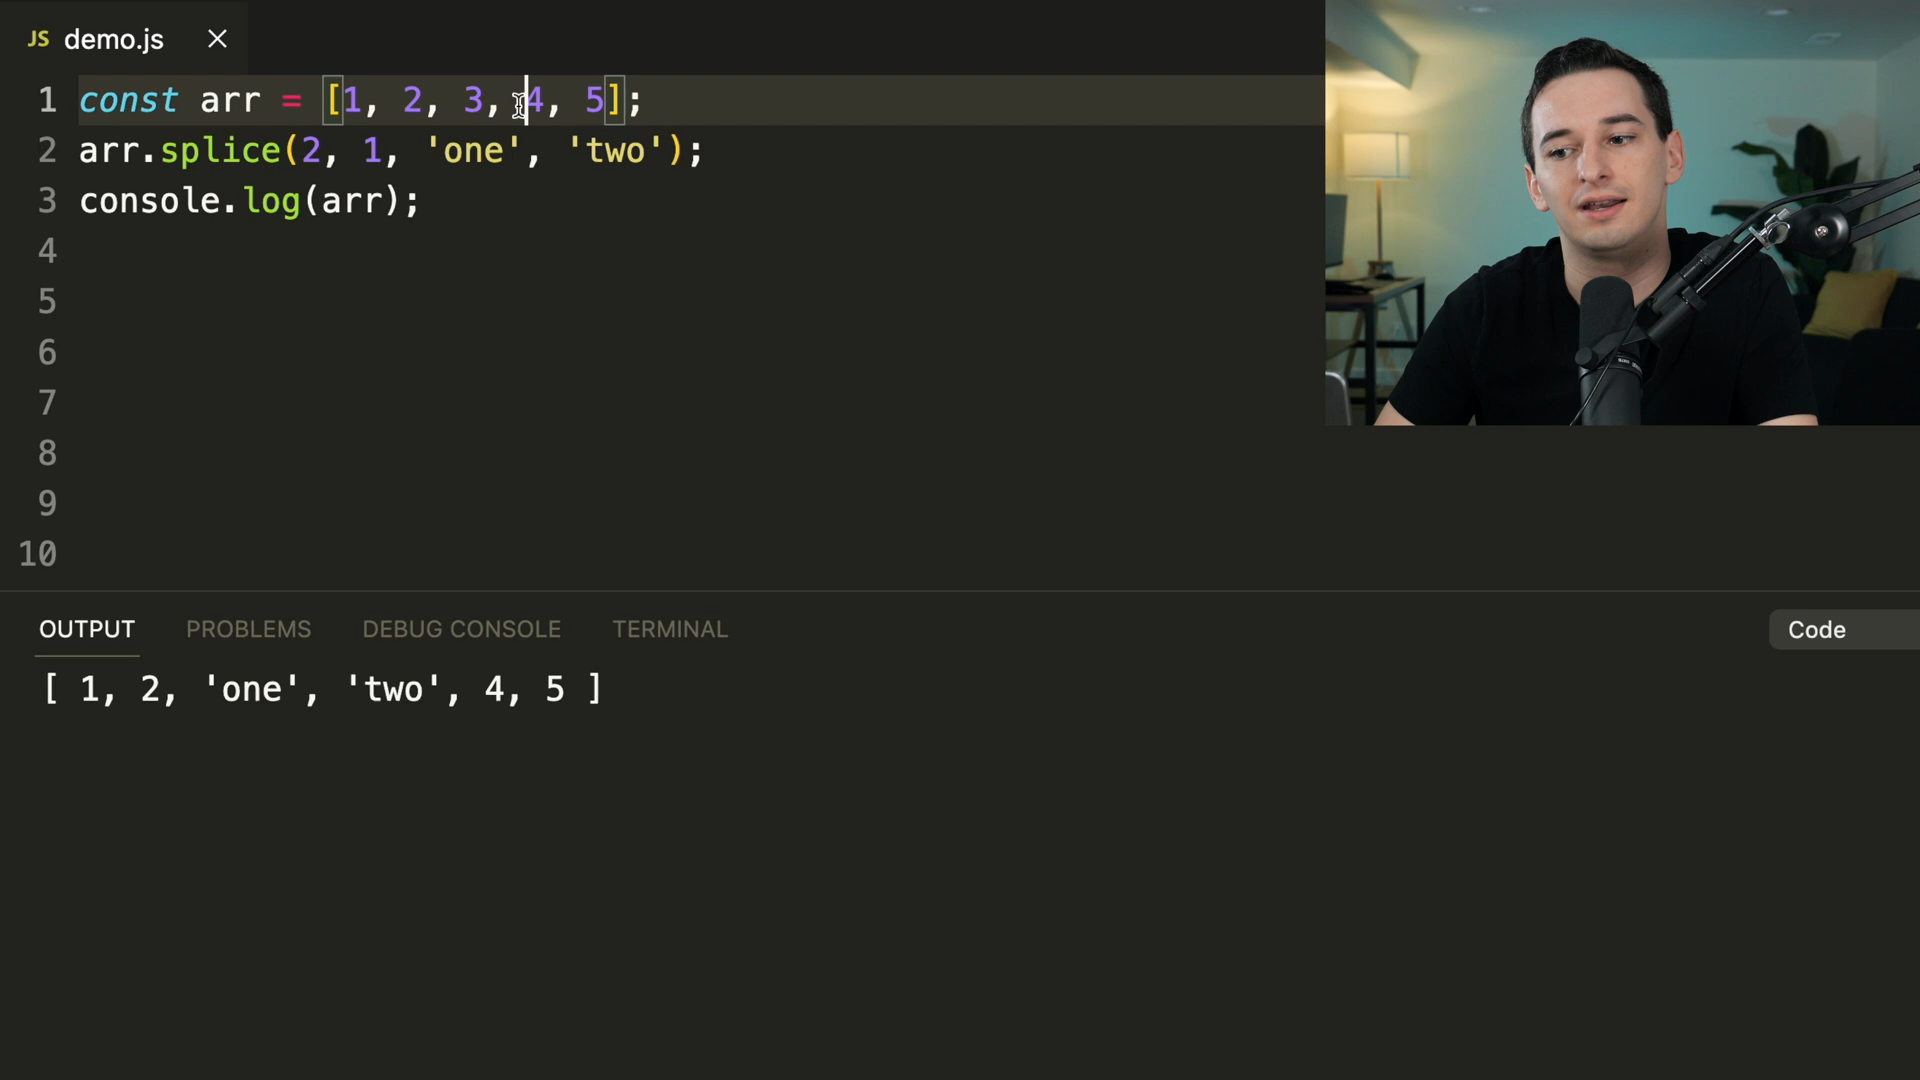 JS demo.js
1 const arr = [1, 2, 3, 4, 5];
2 arr.splice(2, 1, 'one', 'two');
3 console.log(arr);
4
5
6
7
8
9
10
OUTPUT PROBLEMS DEBUG CONSOLE TERMINAL Code
[ 1, 2, 'one', 'two', 4, 5 ]